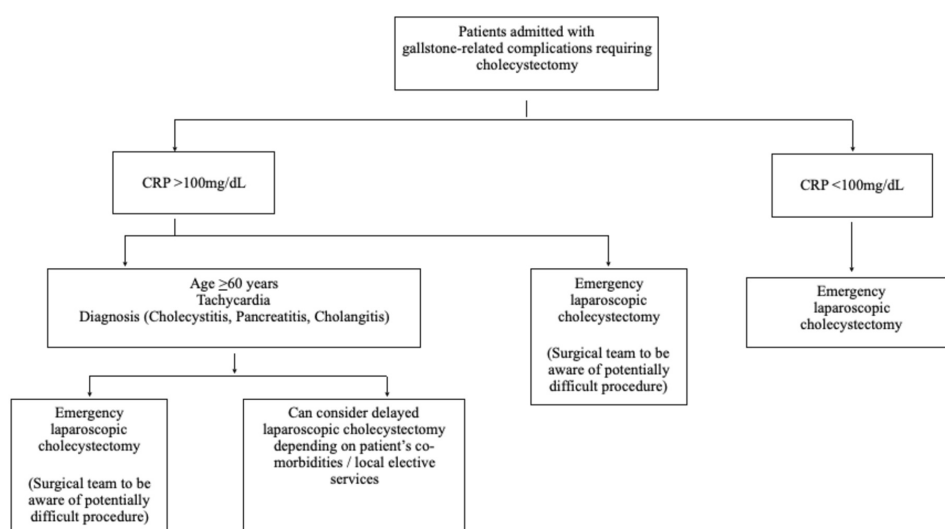 Patients admitted with
gallstone-related complications requiring
cholecystectomy
CRP >100mg/dL
CRP <100mg/dL
Age ≥60 years
Tachycardia
Diagnosis (Cholecystitis, Pancreatitis, Cholangitis)
Emergency
laparoscopic
cholecystectomy
(Surgical team to be
aware of potentially
difficult procedure)
Emergency
laparoscopic
cholecystectomy
Emergency
laparoscopic
cholecystectomy
(Surgical team to be
aware of potentially
difficult procedure)
Can consider delayed
laparoscopic cholecystectomy
depending on patient's co-
morbidities / local elective
services